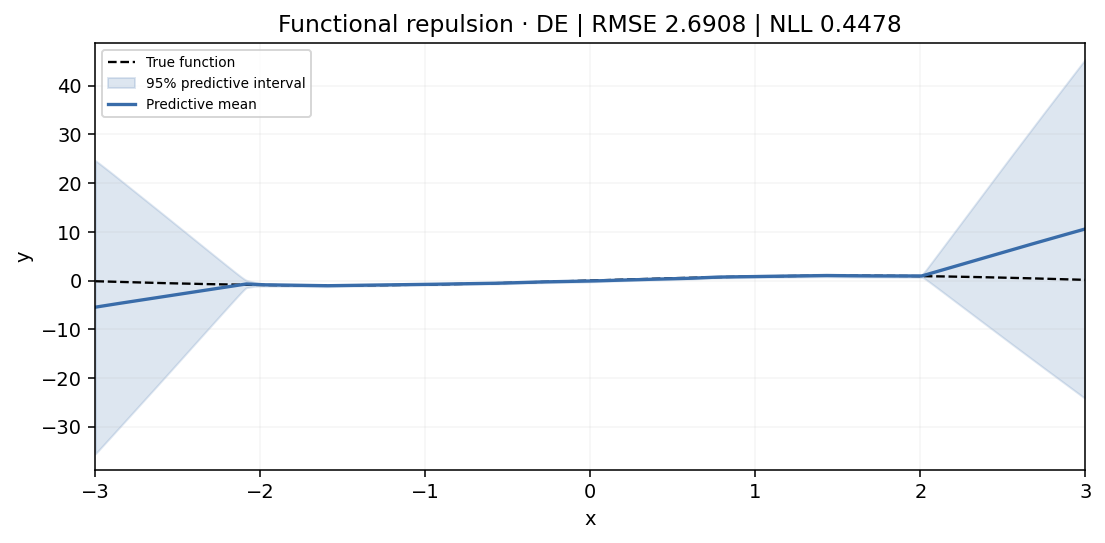 Functional repulsion · DE | RMSE 2.6908 | NLL 0.4478
True function
95% predictive interval
Predictive mean
40
30
20
10
0
−10
−20
−30
y
−3 −2 −1 0 1 2 3
x